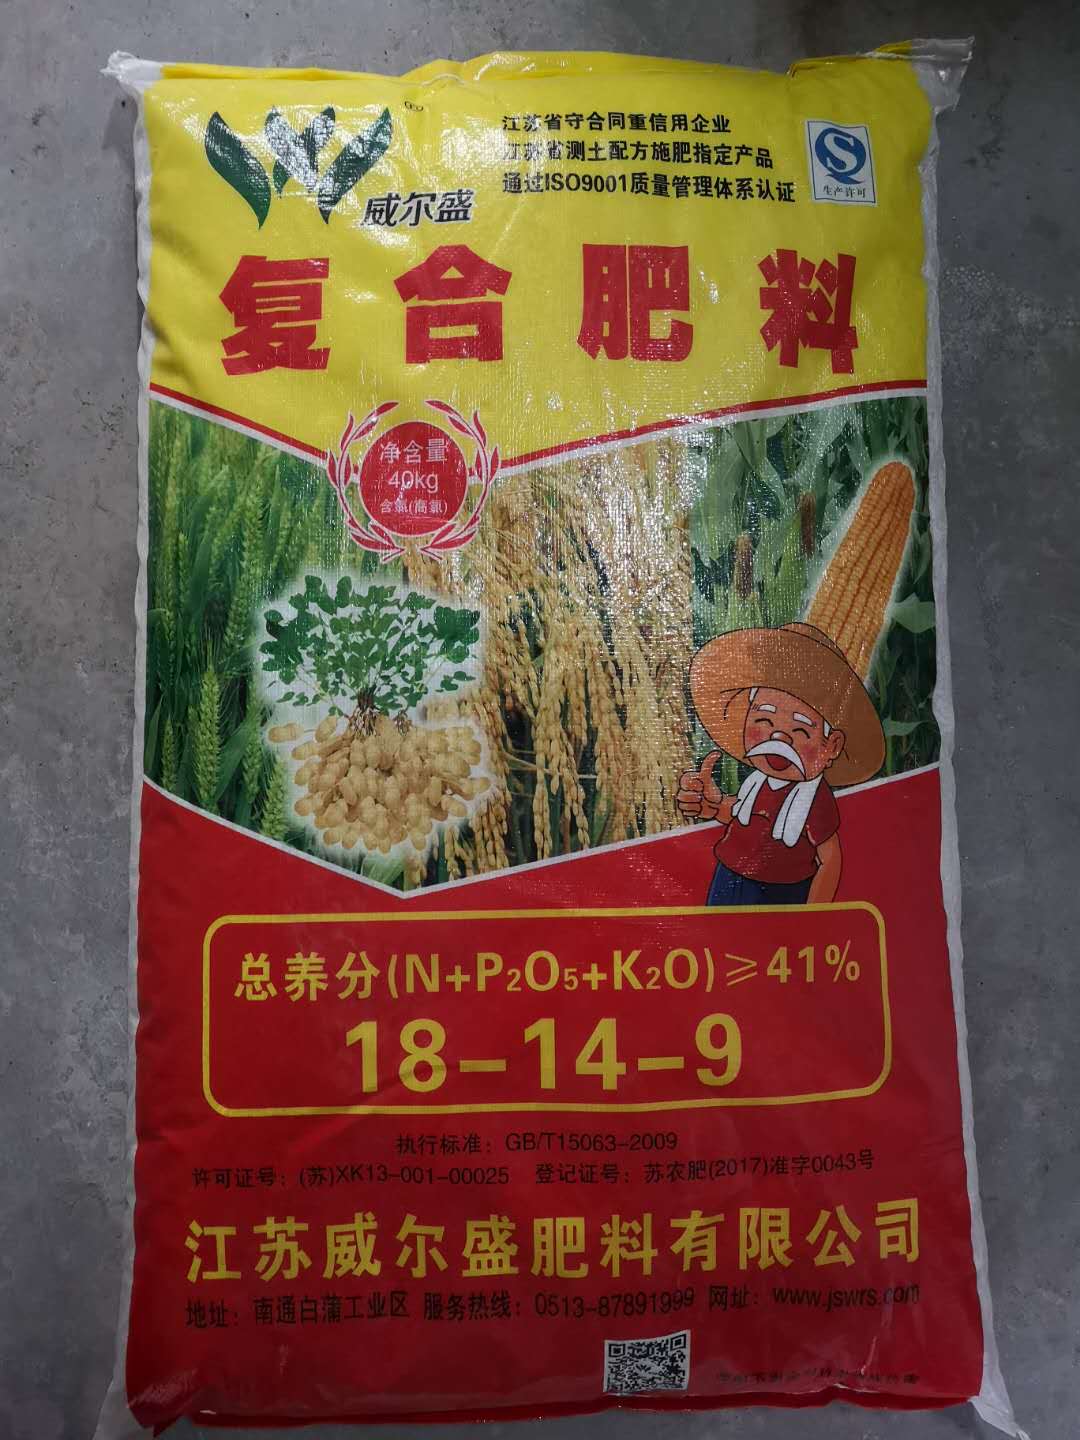 江苏省守合同重信用企业
江苏省测土配方施肥指定产品
通过ISO9001质量管理体系认证
生产许可
威尔盛
复合肥料
净含量
40kg
含氯(高氯)
总养分(N+P₂O₅+K₂O)≥41%
18-14-9
执行标准：GB/T15063-2009
许可证号：(苏)XK13-001-00025 登记证号：苏农肥(2017)准字0043号
江苏威尔盛肥料有限公司
地址：南通白蒲工业区 服务热线：0513-87891999 网址：www.jswrs.com